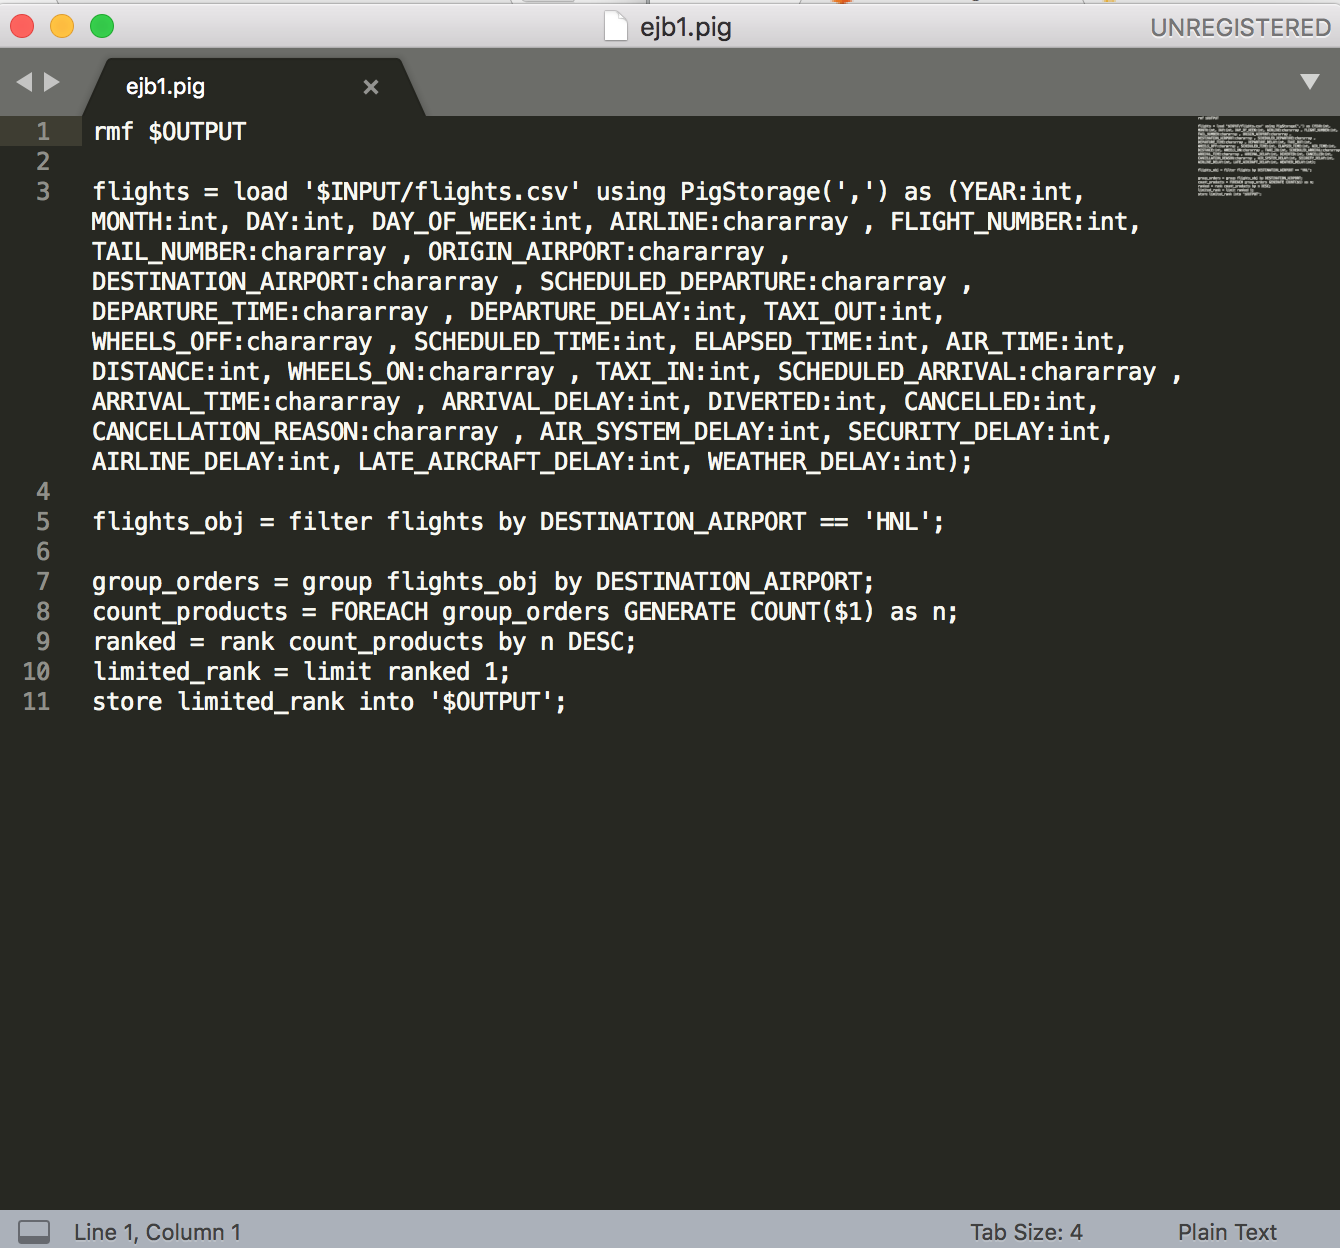 ejb1.pig
UNREGISTERED
ejb1.pig
1 rmf $OUTPUT
2
3 flights = load '$INPUT/flights.csv' using PigStorage(',') as (YEAR:int,
MONTH:int, DAY:int, DAY_OF_WEEK:int, AIRLINE:chararray , FLIGHT_NUMBER:int,
TAIL_NUMBER:chararray , ORIGIN_AIRPORT:chararray ,
DESTINATION_AIRPORT:chararray , SCHEDULED_DEPARTURE:chararray ,
DEPARTURE_TIME:chararray , DEPARTURE_DELAY:int, TAXI_OUT:int,
WHEELS_OFF:chararray , SCHEDULED_TIME:int, ELAPSED_TIME:int, AIR_TIME:int,
DISTANCE:int, WHEELS_ON:chararray , TAXI_IN:int, SCHEDULED_ARRIVAL:chararray ,
ARRIVAL_TIME:chararray , ARRIVAL_DELAY:int, DIVERTED:int, CANCELLED:int,
CANCELLATION_REASON:chararray , AIR_SYSTEM_DELAY:int, SECURITY_DELAY:int,
AIRLINE_DELAY:int, LATE_AIRCRAFT_DELAY:int, WEATHER_DELAY:int);
4
5 flights_obj = filter flights by DESTINATION_AIRPORT == 'HNL';
6
7 group_orders = group flights_obj by DESTINATION_AIRPORT;
8 count_products = FOREACH group_orders GENERATE COUNT($1) as n;
9 ranked = rank count_products by n DESC;
10 limited_rank = limit ranked 1;
11 store limited_rank into '$OUTPUT';
Line 1, Column 1
Tab Size: 4
Plain Text